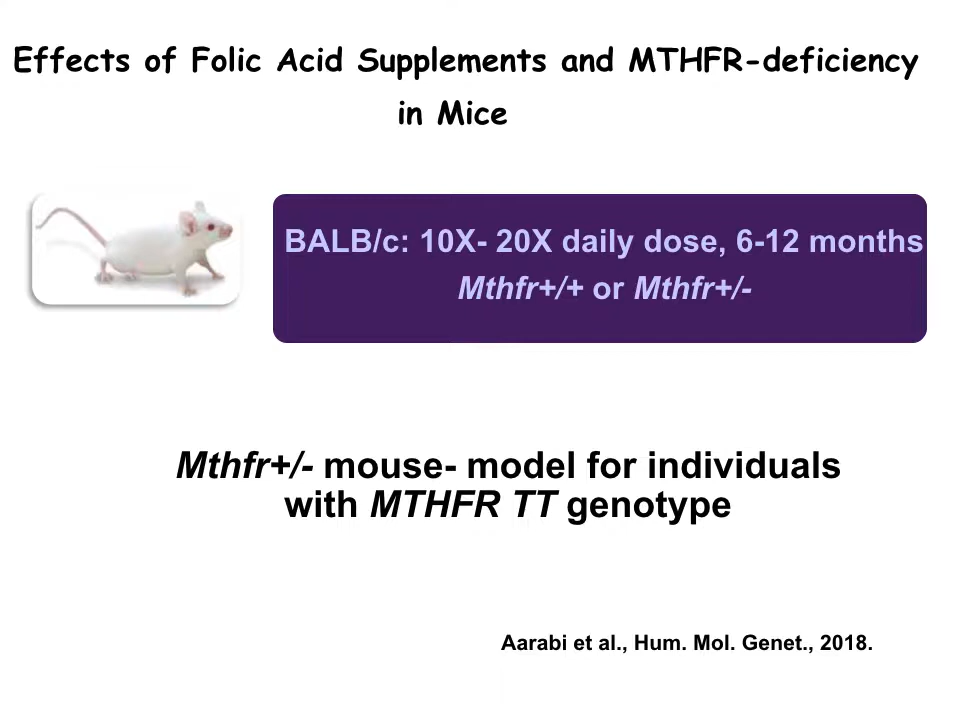 Effects of Folic Acid Supplements and MTHFR-deficiency
in Mice
BALB/c: 10X- 20X daily dose, 6-12 months
Mthfr+/+ or Mthfr+/-
Mthfr+/- mouse- model for individuals
with MTHFR TT genotype
Aarabi et al., Hum. Mol. Genet., 2018.